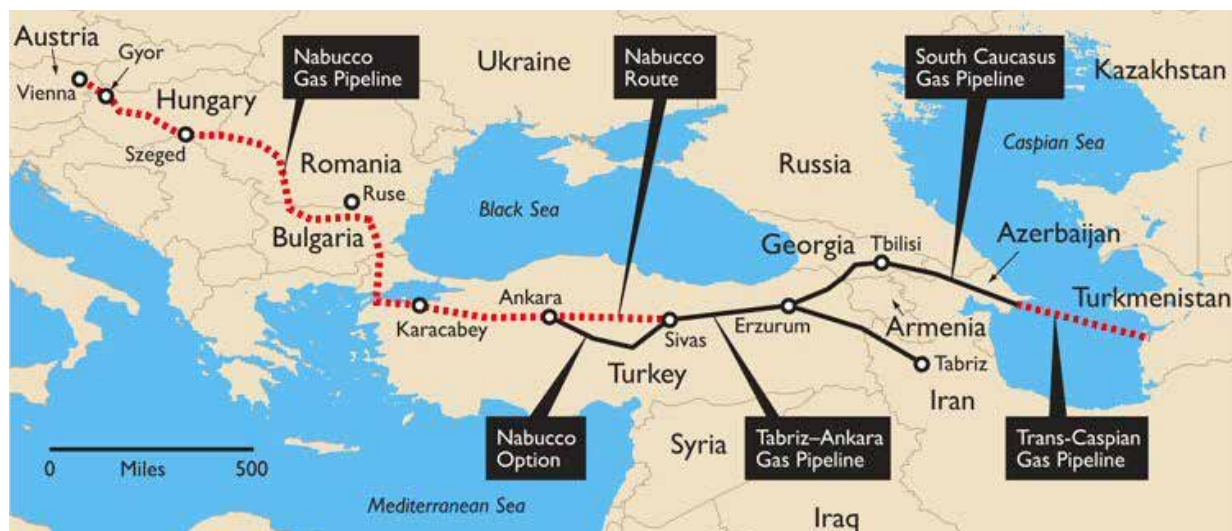 Austria
Gyor
Vienna
Hungary
Szeged
Nabucco
Gas Pipeline
Romania
Ruse
Bulgaria
Ukraine
Nabucco
Route
South Caucasus
Gas Pipeline
Kazakhstan
Caspian Sea
Russia
Black Sea
Georgia
Tbilisi
Azerbaijan
Turkmenistan
Karacabey
Ankara
Sivas
Erzurum
Armenia
Tabriz
Turkey
Iran
Nabucco
Option
Syria
Tabriz–Ankara
Gas Pipeline
Trans-Caspian
Gas Pipeline
0 Miles 500
Mediterranean Sea
Iraq